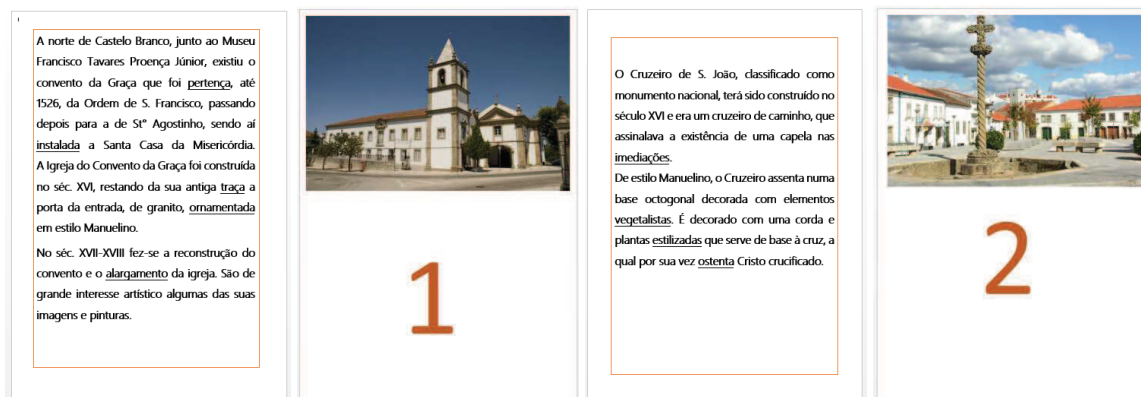 A norte de Castelo Branco, junto ao Museu
Francisco Tavares Proença Júnior, existiu o
convento da Graça que foi pertença, até
1526, da Ordem de S. Francisco, passando
depois para a de Stº Agostinho, sendo aí
instalada a Santa Casa da Misericórdia.
A Igreja do Convento da Graça foi construída
no séc. XVI, restando da sua antiga traça a
porta da entrada, de granito, ornamentada
em estilo Manuelino.
No séc. XVII-XVIII fez-se a reconstrução do
convento e o alargamento da igreja. São de
grande interesse artístico algumas das suas
imagens e pinturas.
1
O Cruzeiro de S. João, classificado como
monumento nacional, terá sido construído no
século XVI e era um cruzeiro de caminho, que
assinalava a existência de uma capela nas
imediações.
De estilo Manuelino, o Cruzeiro assenta numa
base octogonal decorada com elementos
vegetalistas. É decorado com uma corda e
plantas estilizadas que serve de base à cruz, a
qual por sua vez ostenta Cristo crucificado.
2